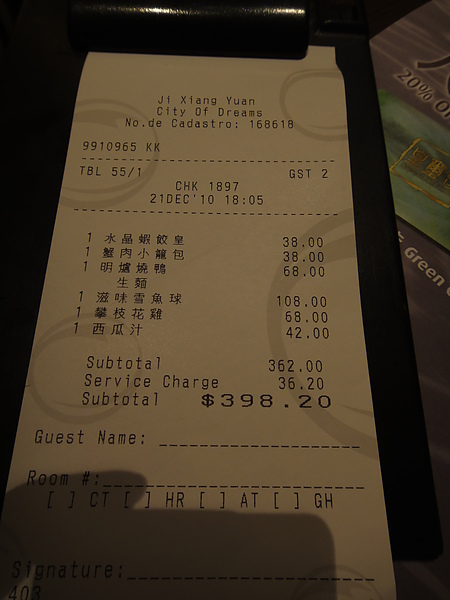 Ji Xiang Yuan
City Of Dreams
No.de Cadastro: 168618
9910965 KK
TBL 55/1 GST 2
CHK 1897
21DEC'10 18:05
1 水晶蝦餃皇 38.00
1 蟹肉小籠包 38.00
1 明爐燒鴨 68.00
生麵
1 滋味雪魚球 108.00
1 攀枝花雞 68.00
1 西瓜汁 42.00
Subtotal 362.00
Service Charge 36.20
Subtotal $398.20
Guest Name:
Room #:
[ ] CT [ ] HR [ ] AT [ ] GH
Signature:
403
20%
Green